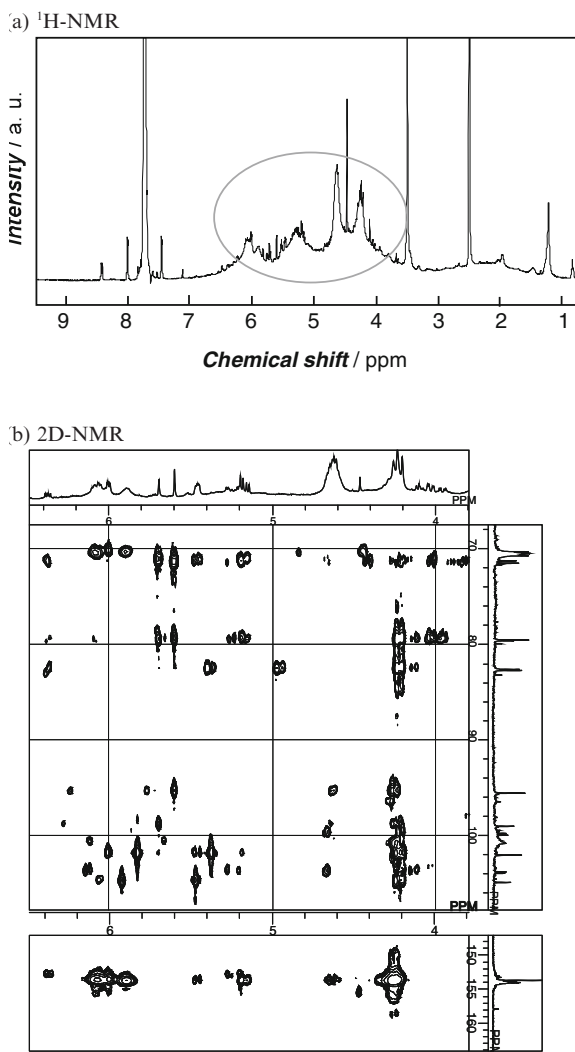 (a) ¹H-NMR
Intensity / a. u.
9 8 7 6 5 4 3 2 1
Chemical shift / ppm
(b) 2D-NMR
PPM
6 5 4
70
80
90
100
PPM PPM
6 5 4
150
155
160
PPM